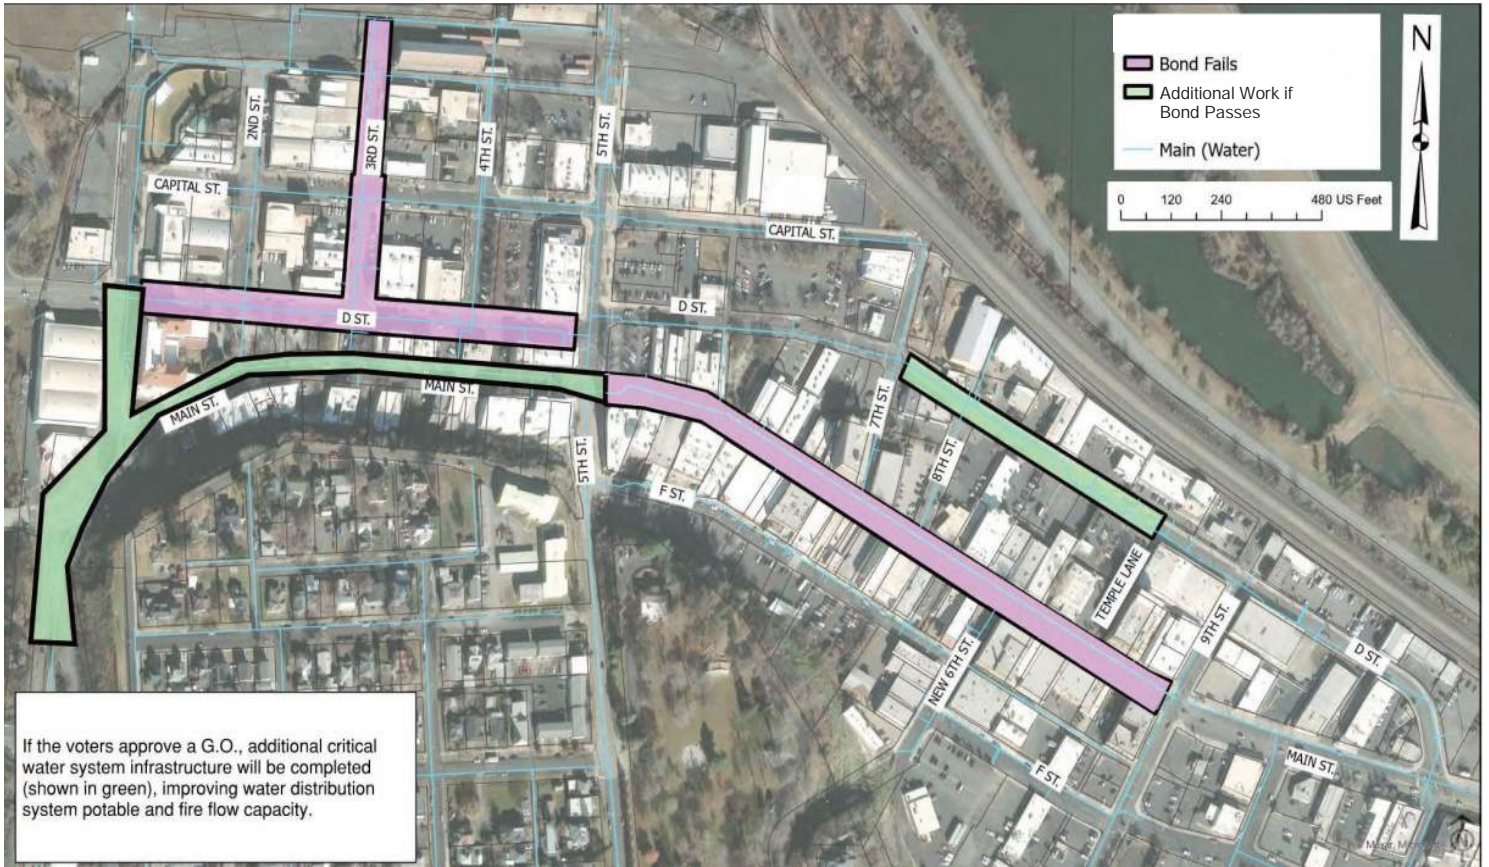 N
Bond Fails
Additional Work if
Bond Passes
Main (Water)
0 120 240 480 US Feet
2ND ST.
3RD ST.
4TH ST.
5TH ST.
CAPITAL ST.
CAPITAL ST.
D ST.
D ST.
MAIN ST.
MAIN ST.
7TH ST.
8TH ST.
5TH ST.
F ST.
TEMPLE LANE
9TH ST.
D ST.
NEW 6TH ST.
MAIN ST.
F ST.
If the voters approve a G.O., additional critical
water system infrastructure will be completed
(shown in green), improving water distribution
system potable and fire flow capacity.